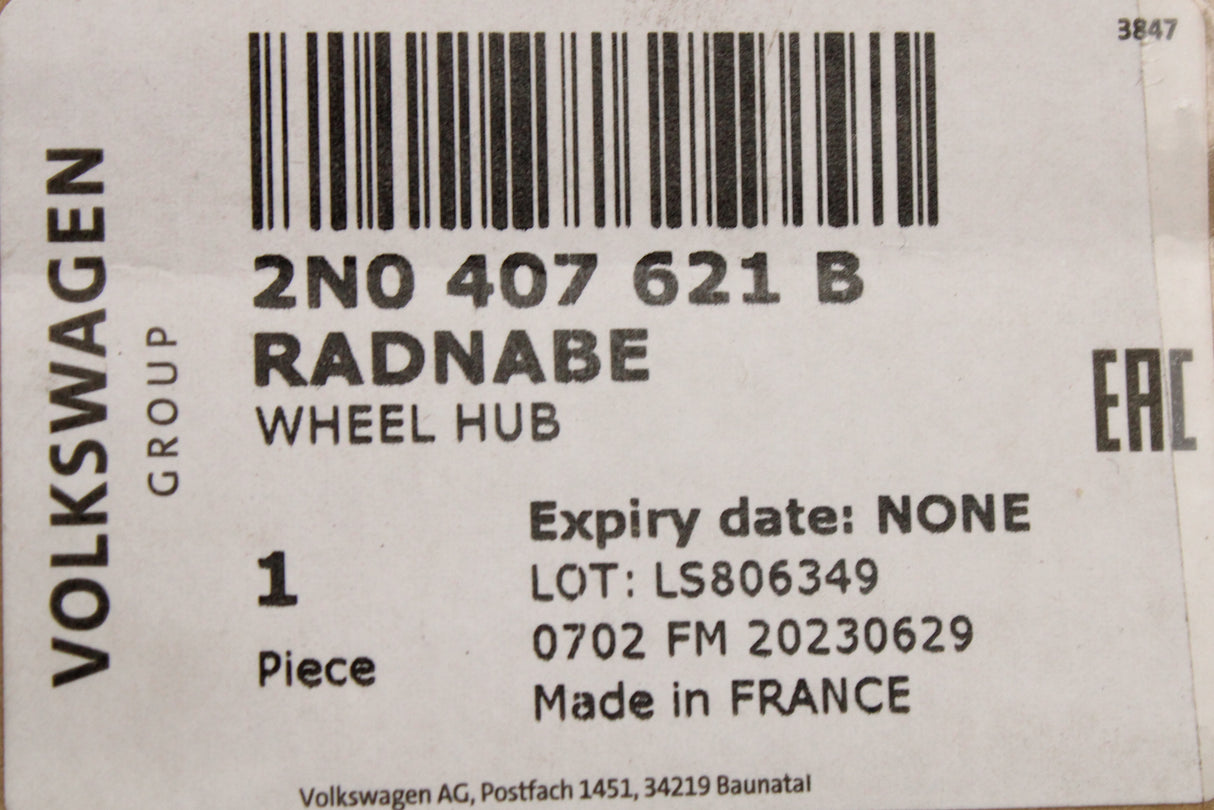 3847
VOLKSWAGEN
GROUP
2N0 407 621 B
RADNABE
WHEEL HUB
EAC
1
Piece
Expiry date: NONE
LOT: LS806349
0702 FM 20230629
Made in FRANCE
Volkswagen AG, Postfach 1451, 34219 Baunatal